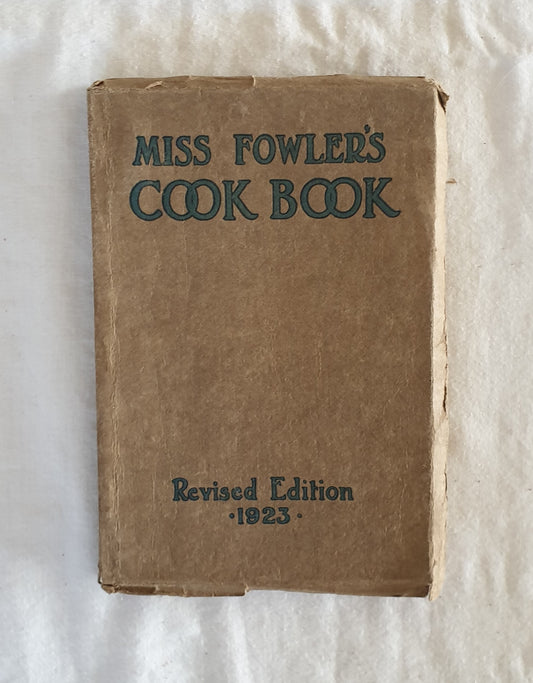 MISS FOWLER'S
COOK BOOK
Revised Edition
·1923·